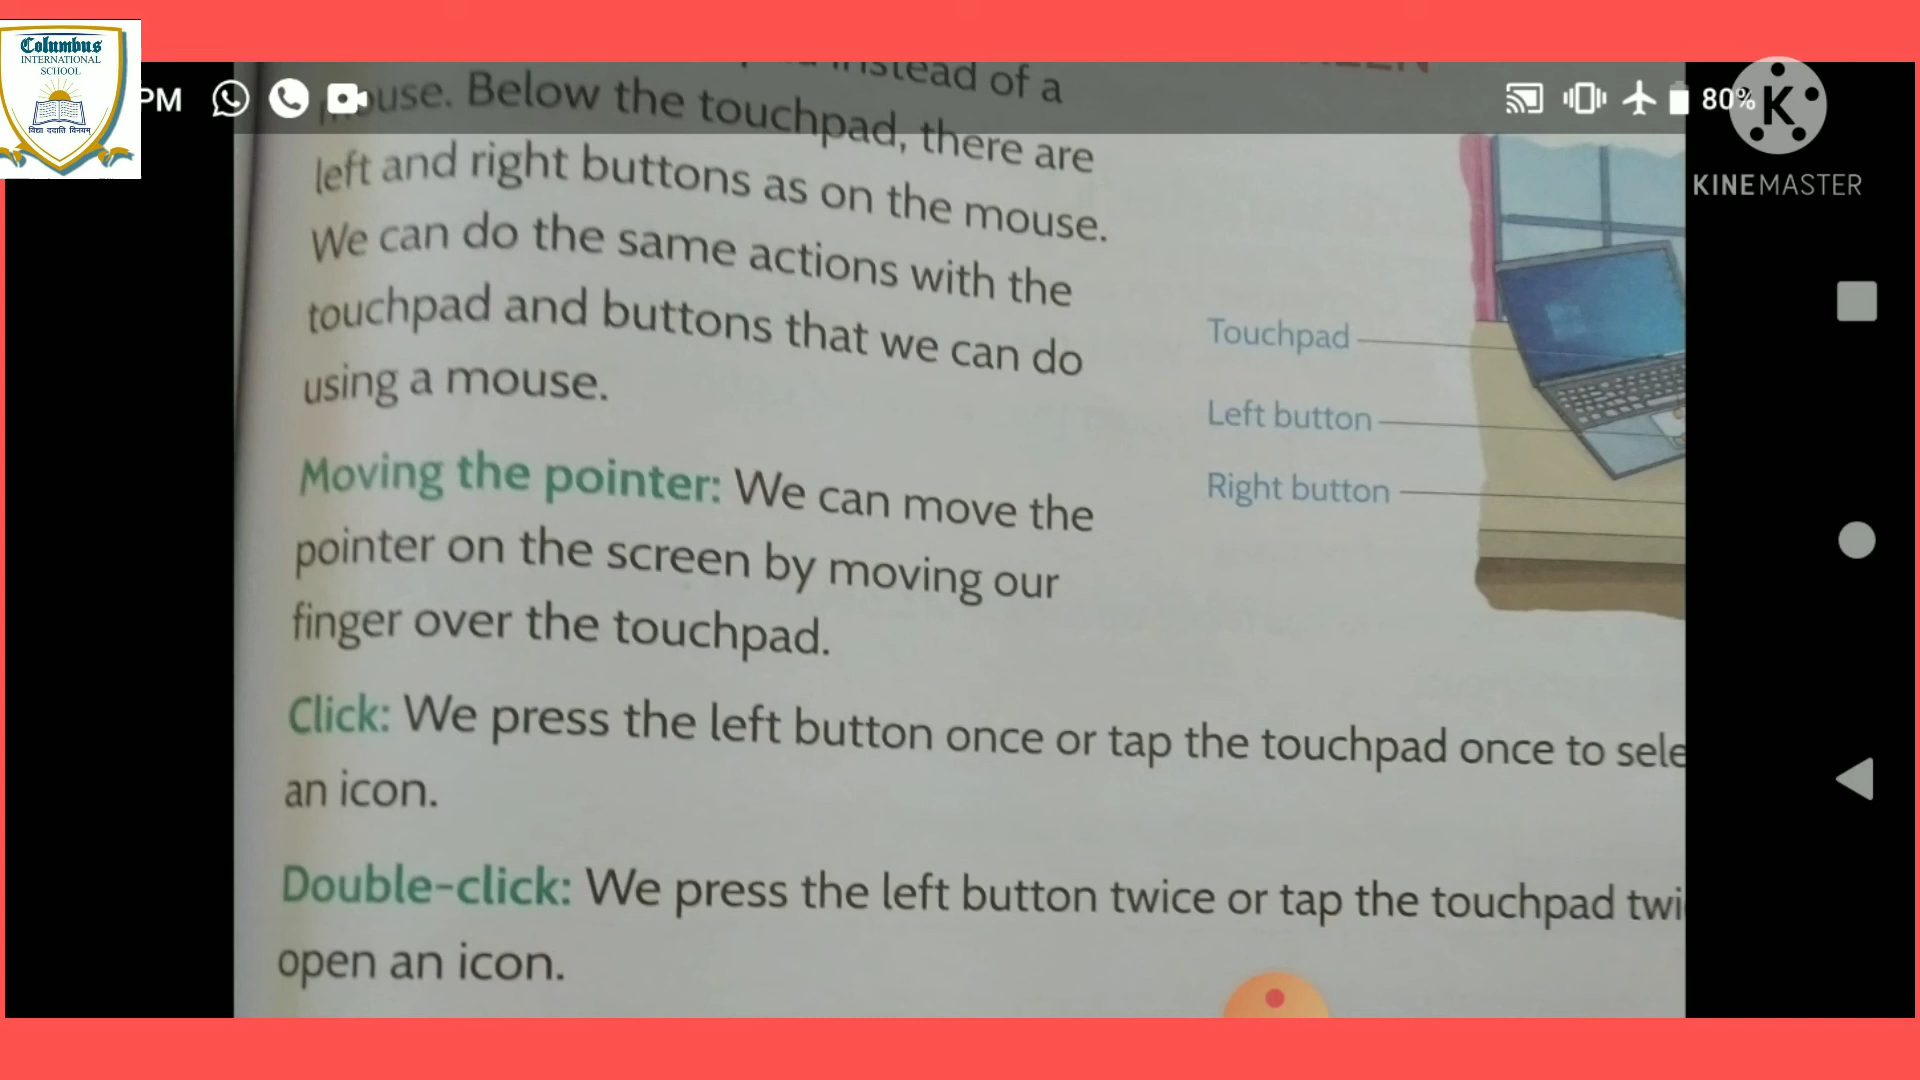 Columbus
INTERNATIONAL
SCHOOL
विद्या ददाति विनयम्
PM
80%
KINEMASTER
instead of a
mouse. Below the touchpad, there are
left and right buttons as on the mouse.
We can do the same actions with the
touchpad and buttons that we can do
using a mouse.
Touchpad
Left button
Right button
Moving the pointer: We can move the
pointer on the screen by moving our
finger over the touchpad.
Click: We press the left button once or tap the touchpad once to sele
an icon.
Double-click: We press the left button twice or tap the touchpad twi
open an icon.